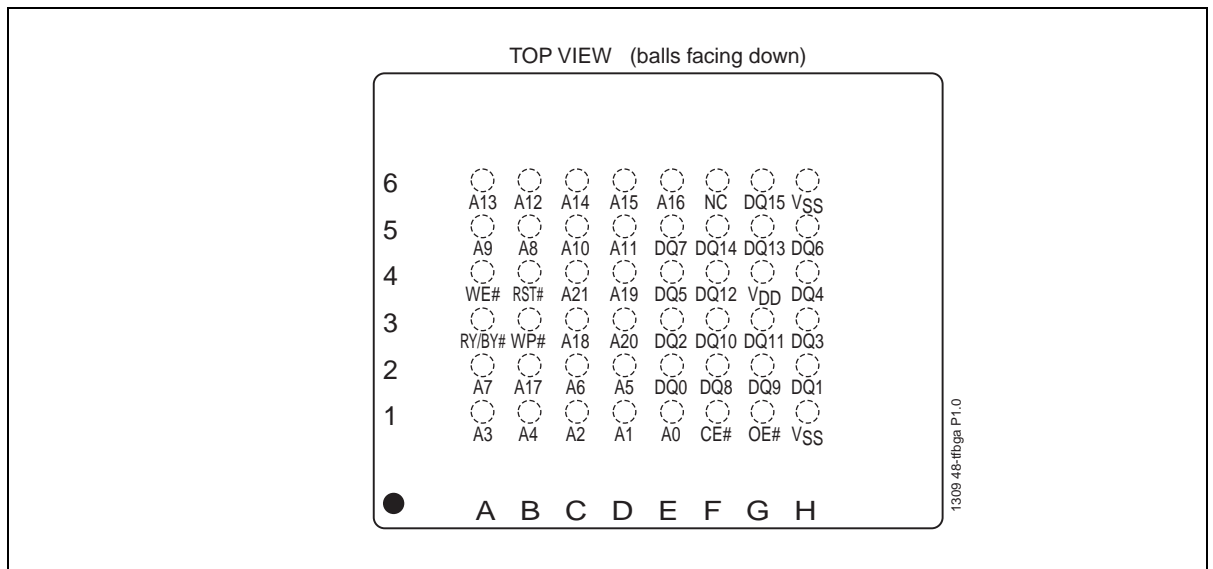 TOP VIEW (balls facing down)
6
A13 A12 A14 A15 A16 NC DQ15 VSS
5
A9 A8 A10 A11 DQ7 DQ14 DQ13 DQ6
4
WE# RST# A21 A19 DQ5 DQ12 VDD DQ4
3
RY/BY# WP# A18 A20 DQ2 DQ10 DQ11 DQ3
2
A7 A17 A6 A5 DQ0 DQ8 DQ9 DQ1
1
A3 A4 A2 A1 A0 CE# OE# VSS
A B C D E F G H
1309 48-tfbga P1.0